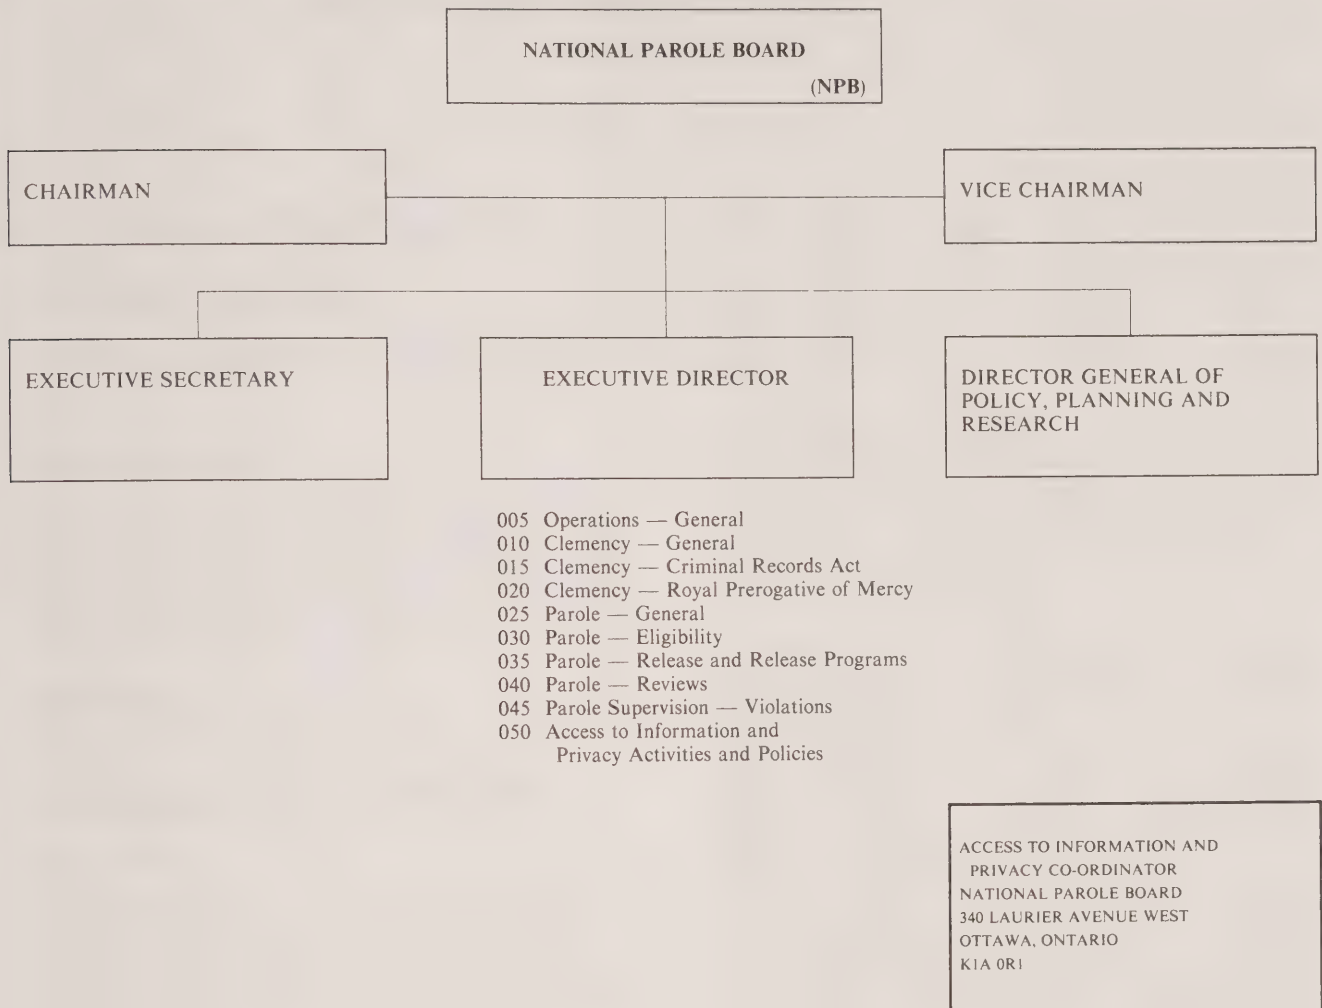 NATIONAL PAROLE BOARD
(NPB)
CHAIRMAN
VICE CHAIRMAN
EXECUTIVE SECRETARY
EXECUTIVE DIRECTOR
DIRECTOR GENERAL OF
POLICY, PLANNING AND
RESEARCH
005 Operations — General
010 Clemency — General
015 Clemency — Criminal Records Act
020 Clemency — Royal Prerogative of Mercy
025 Parole — General
030 Parole — Eligibility
035 Parole — Release and Release Programs
040 Parole — Reviews
045 Parole Supervision — Violations
050 Access to Information and
Privacy Activities and Policies
ACCESS TO INFORMATION AND
PRIVACY CO-ORDINATOR
NATIONAL PAROLE BOARD
340 LAURIER AVENUE WEST
OTTAWA, ONTARIO
K1A 0R1